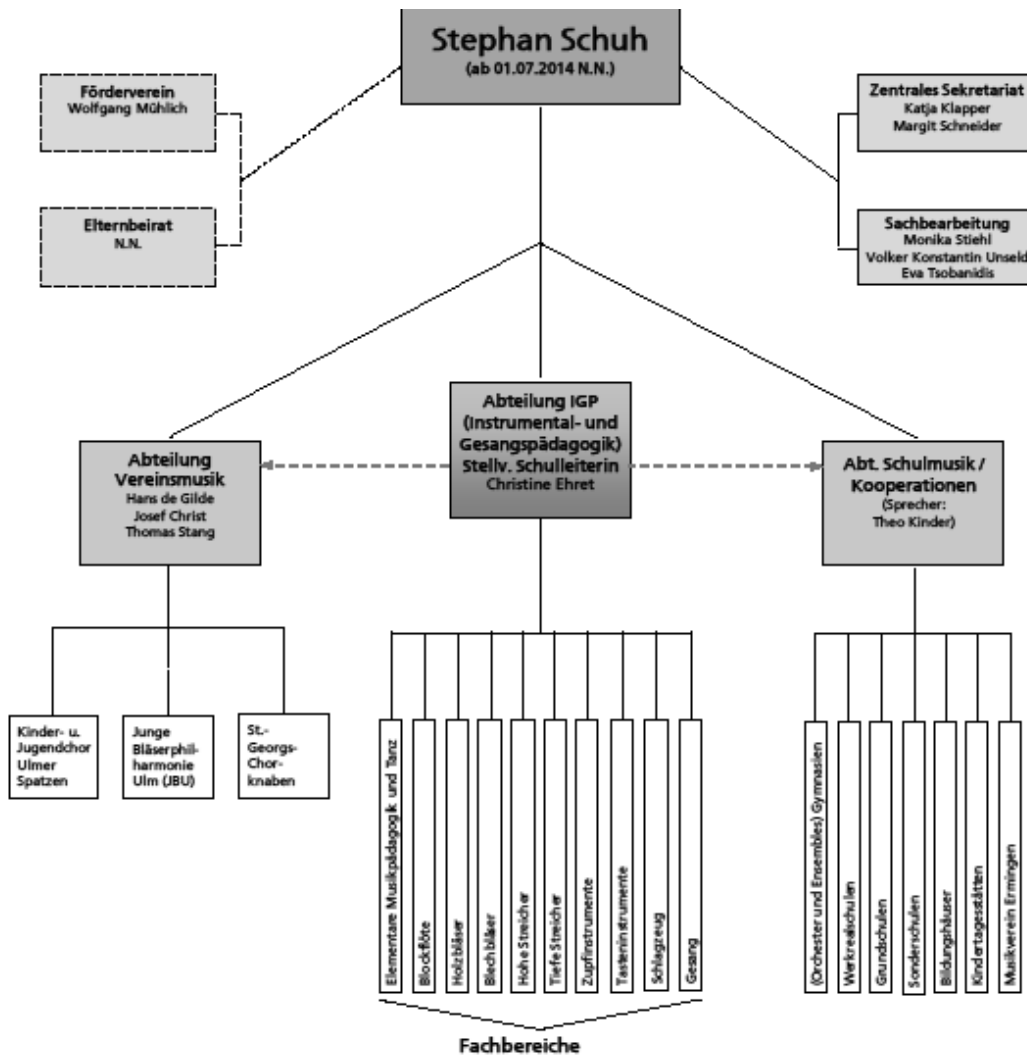 Stephan Schuh
(ab 01.07.2014 N.N.)
Förderverein
Wolfgang Mühlich
Zentrales Sekretariat
Katja Klapper
Margit Schneider
Elternbeirat
N.N.
Sachbearbeitung
Monika Stiehl
Volker Konstantin Unseld
Eva Tsobanidis
Abteilung IGP
(Instrumental- und
Gesangspädagogik)
Stellv. Schulleiterin
Christine Ehret
Abteilung
Vereinsmusik
Hans de Gilde
Josef Christ
Thomas Stang
Abt. Schulmusik /
Kooperationen
(Sprecher:
Theo Kinder)
Kinder- u.
Jugendchor
Ulmer
Spatzen
Junge
Bläserphil-
harmonie
Ulm (JBU)
St.-
Georgs-
Chor-
knaben
Elementare Musikpädagogik und Tanz
Blockflöte
Holzbläser
Blechbläser
Hohe Streicher
Tiefe Streicher
Zupfinstrumente
Tasteninstrumente
Schlagzeug
Gesang
(Orchester und Ensembles) Gymnasien
Werkrealschulen
Grundschulen
Sonderschulen
Bildungshäuser
Kindertagesstätten
Musikverein Ermingen
Fachbereiche